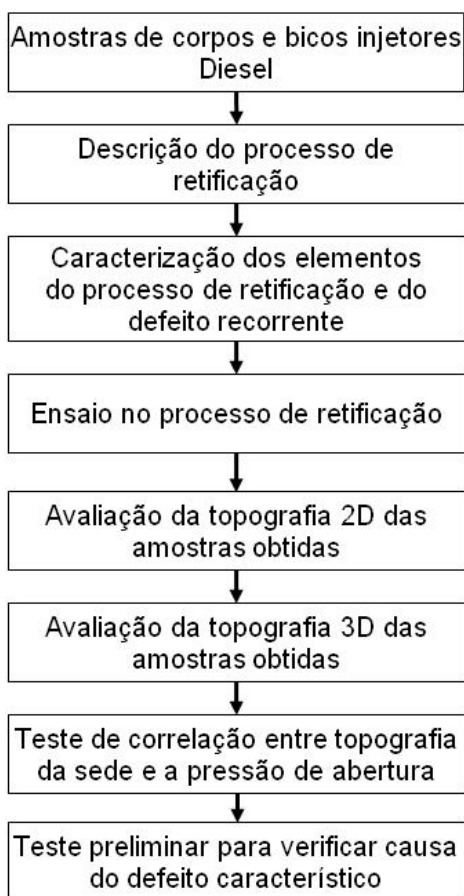 Amostras de corpos e bicos injetores
Diesel
Descrição do processo de
retificação
Caracterização dos elementos
do processo de retificação e do
defeito recorrente
Ensaio no processo de retificação
Avaliação da topografia 2D das
amostras obtidas
Avaliação da topografia 3D das
amostras obtidas
Teste de correlação entre topografia
da sede e a pressão de abertura
Teste preliminar para verificar causa
do defeito característico